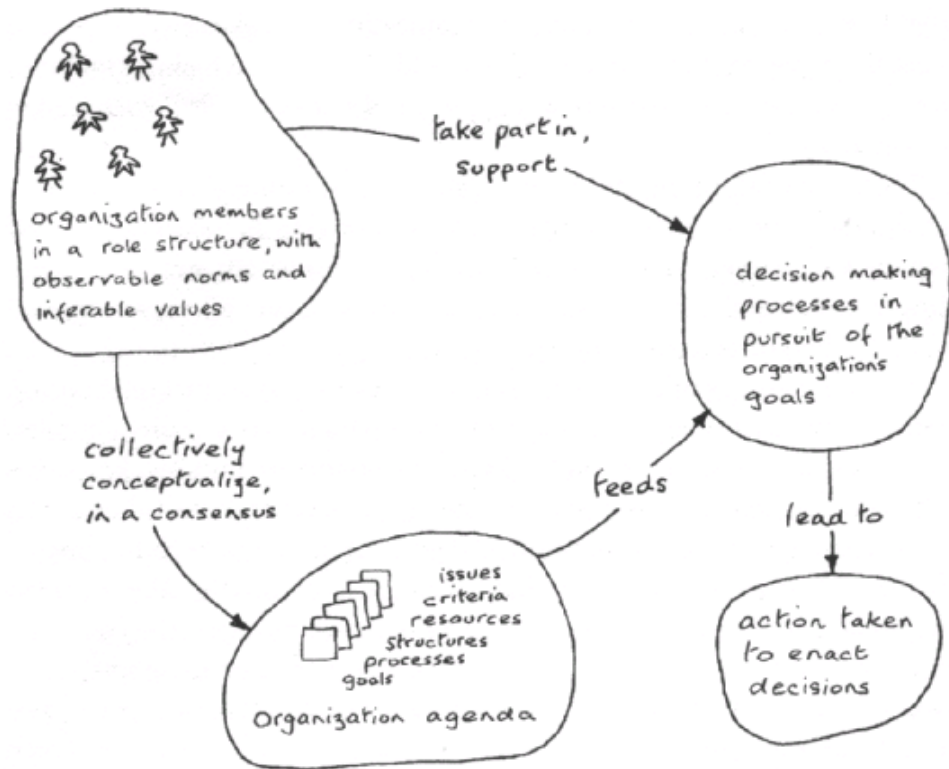 organization members
in a role structure, with
observable norms and
inferable values
take part in,
support
decision making
processes in
pursuit of the
organization's
goals
collectively
conceptualize,
in a consensus
feeds
lead to
issues
criteria
resources
structures
processes
goals
Organization agenda
action taken
to enact
decisions